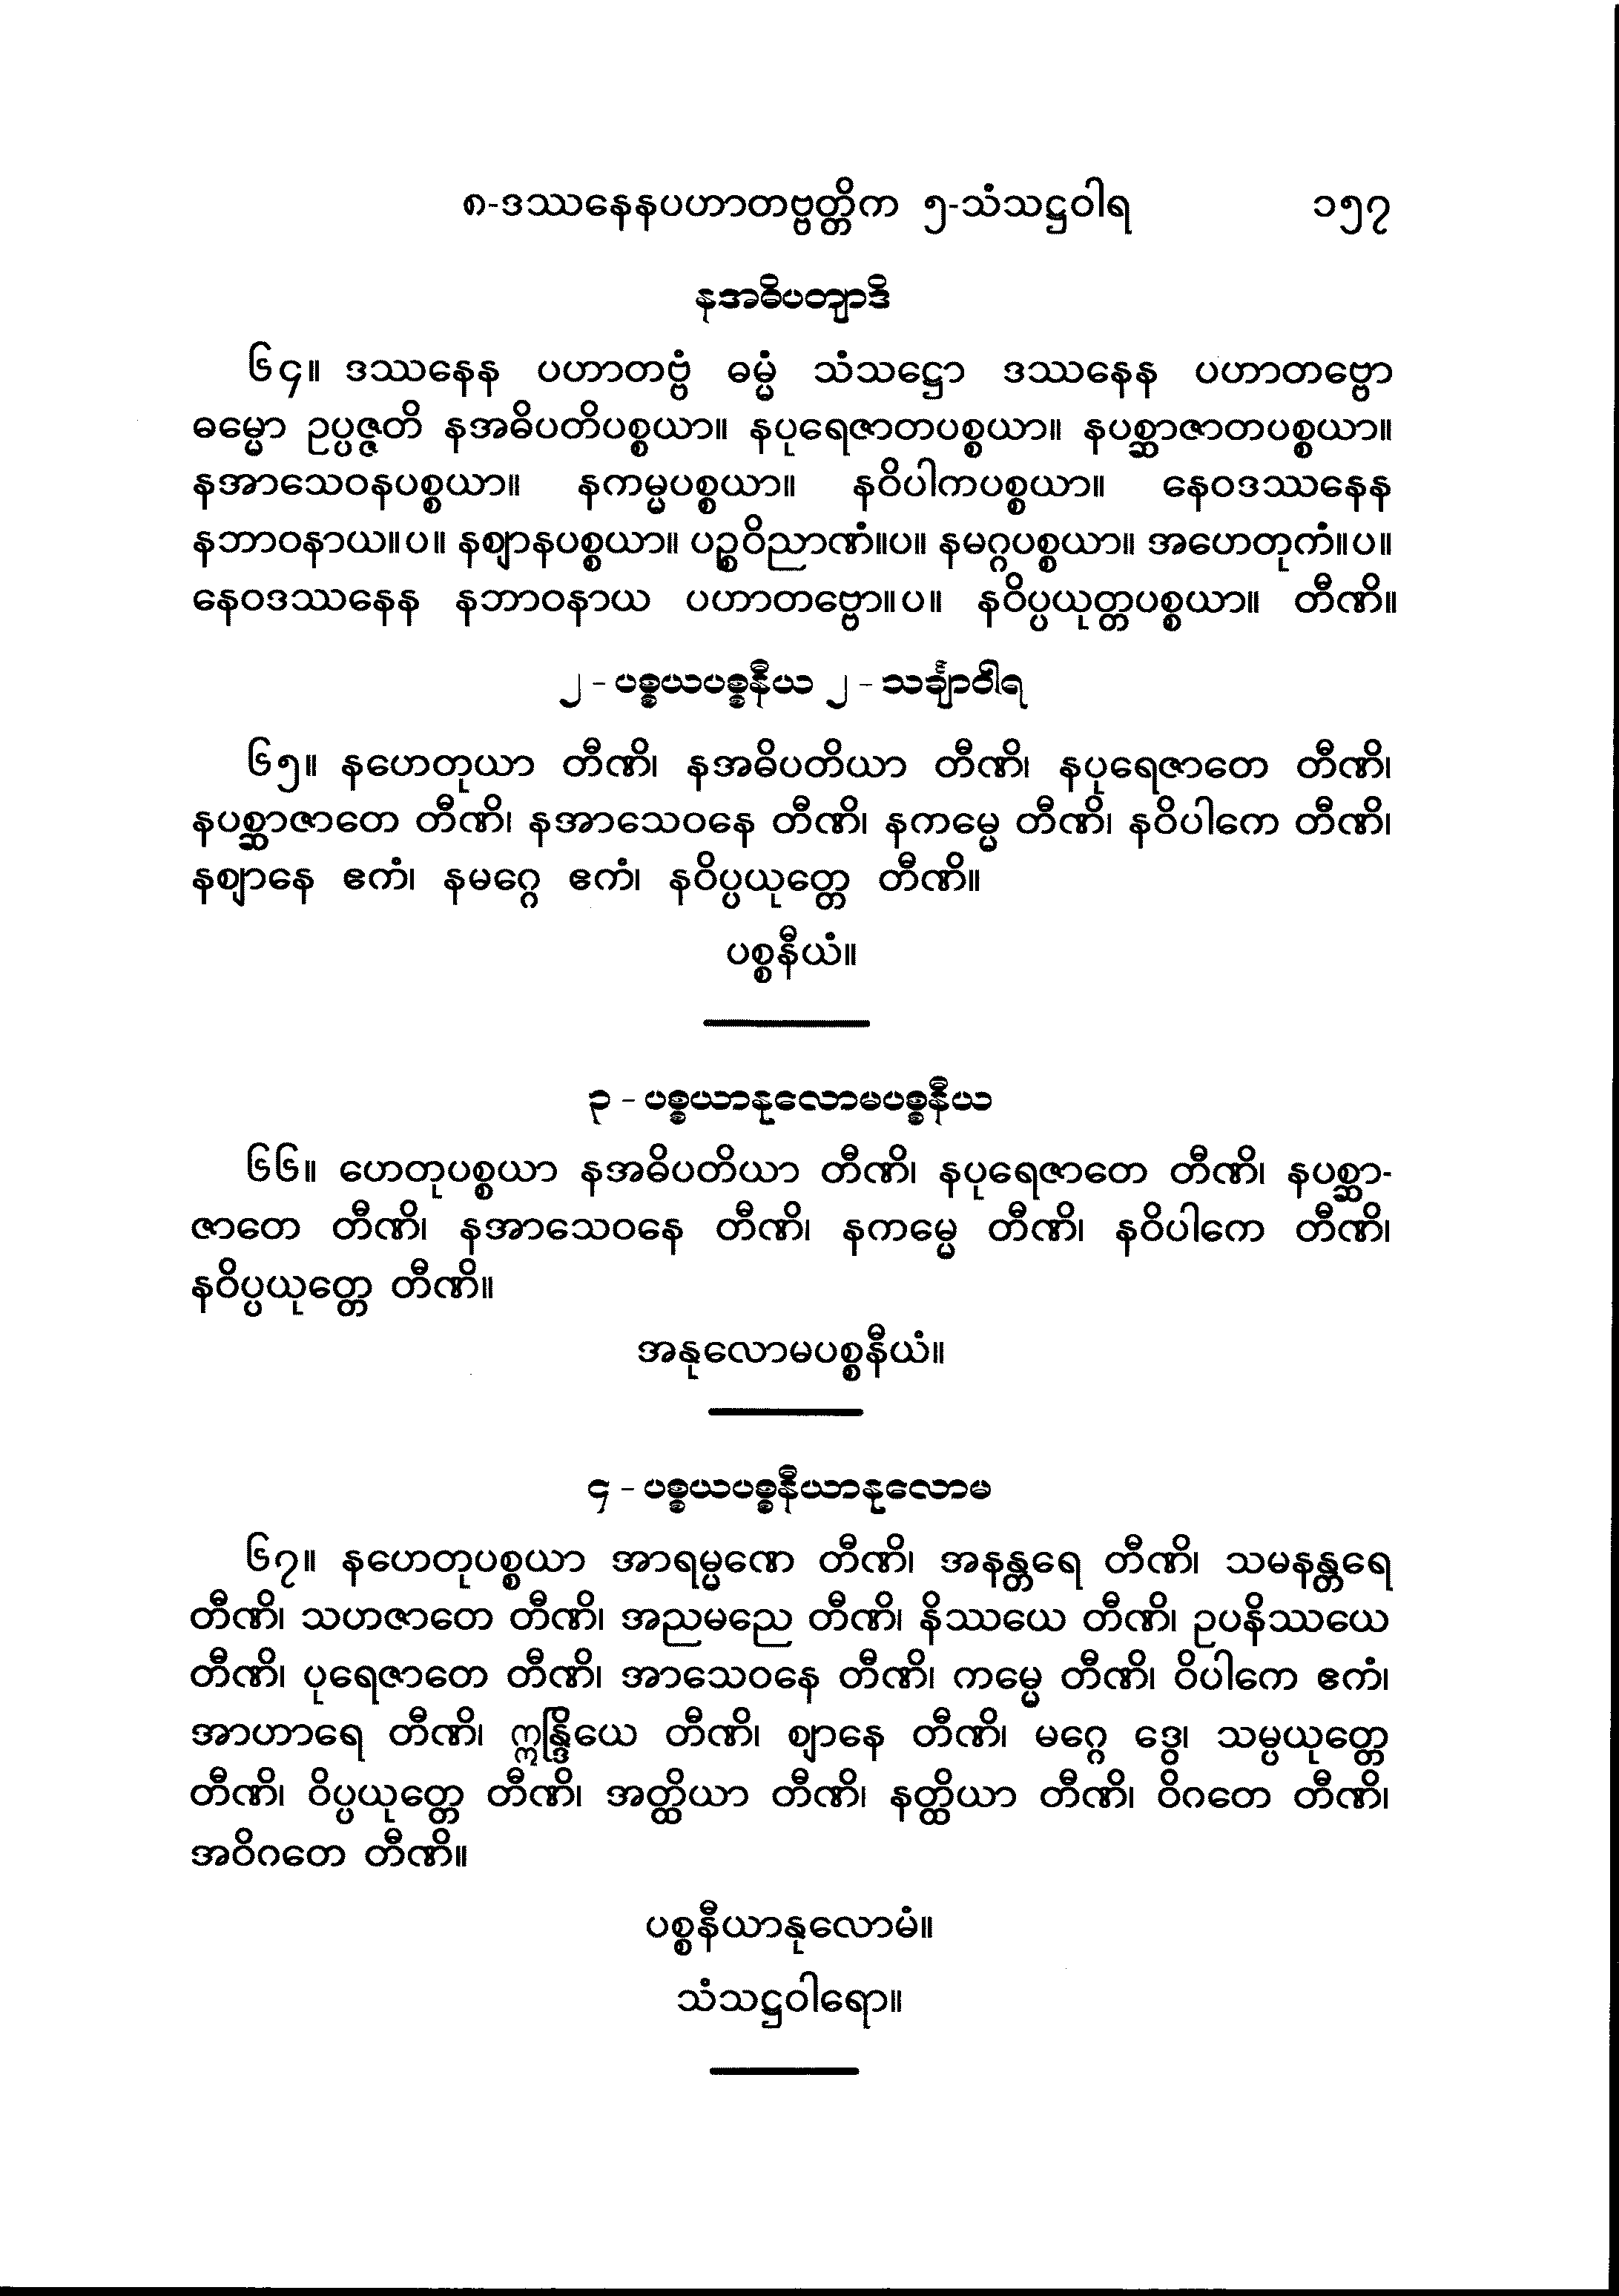 ၈-ဒဿနေနပဟာတဗ္ဗတ္တိက ၅-သံသဋ္ဌဝါရ ၁၅၇
နအဓိပတျာဒိ
၆၄။ ဒဿနေန ပဟာတဗ္ဗံ ဓမ္မံ သံသဋ္ဌော ဒဿနေန ပဟာတဗ္ဗော
ဓမ္မော ဥပ္ပဇ္ဇတိ နအဓိပတိပစ္စယာ။ နပုရေဇာတပစ္စယာ။ နပစ္ဆာဇာတပစ္စယာ။
နအာသေဝနပစ္စယာ။ နကမ္မပစ္စယာ။ နဝိပါကပစ္စယာ။ နေဝဒဿနေန
နဘာဝနာယ။ပ။ နဈာနပစ္စယာ။ ပဉ္စဝိညာဏံ။ပ။ နမဂ္ဂပစ္စယာ။ အဟေတုကံ။ပ။
နေဝဒဿနေန နဘာဝနာယ ပဟာတဗ္ဗော။ပ။ နဝိပ္ပယုတ္တပစ္စယာ။ တီဏိ။
၂ - ပစ္စယပစ္စနီယ ၂ - သင်္ချာဝါရ
၆၅။ နဟေတုယာ တီဏိ၊ နအဓိပတိယာ တီဏိ၊ နပုရေဇာတေ တီဏိ၊
နပစ္ဆာဇာတေ တီဏိ၊ နအာသေဝနေ တီဏိ၊ နကမ္မေ တီဏိ၊ နဝိပါကေ တီဏိ၊
နဈာနေ ဧကံ၊ နမဂ္ဂေ ဧကံ၊ နဝိပ္ပယုတ္တေ တီဏိ။
ပစ္စနီယံ။
၃ - ပစ္စယာနုလောမပစ္စနီယ
၆၆။ ဟေတုပစ္စယာ နအဓိပတိယာ တီဏိ၊ နပုရေဇာတေ တီဏိ၊ နပစ္ဆာ-
ဇာတေ တီဏိ၊ နအာသေဝနေ တီဏိ၊ နကမ္မေ တီဏိ၊ နဝိပါကေ တီဏိ၊
နဝိပ္ပယုတ္တေ တီဏိ။
အနုလောမပစ္စနီယံ။
၄ - ပစ္စယပစ္စနီယာနုလောမ
၆၇။ နဟေတုပစ္စယာ အာရမ္မဏေ တီဏိ၊ အနန္တရေ တီဏိ၊ သမနန္တရေ
တီဏိ၊ သဟဇာတေ တီဏိ၊ အညမညေ တီဏိ၊ နိဿယေ တီဏိ၊ ဥပနိဿယေ
တီဏိ၊ ပုရေဇာတေ တီဏိ၊ အာသေဝနေ တီဏိ၊ ကမ္မေ တီဏိ၊ ဝိပါကေ ဧကံ၊
အာဟာရေ တီဏိ၊ ဣန္ဒြိယေ တီဏိ၊ ဈာနေ တီဏိ၊ မဂ္ဂေ ဒွေ၊ သမ္ပယုတ္တေ
တီဏိ၊ ဝိပ္ပယုတ္တေ တီဏိ၊ အတ္ထိယာ တီဏိ၊ နတ္ထိယာ တီဏိ၊ ဝိဂတေ တီဏိ၊
အဝိဂတေ တီဏိ။
ပစ္စနီယာနုလောမံ။
သံသဋ္ဌဝါရော။